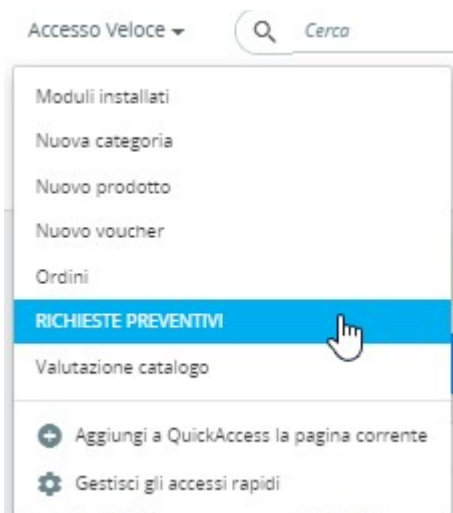 Accesso Veloce
Cerca
Moduli installati
Nuova categoria
Nuovo prodotto
Nuovo voucher
Ordini
RICHIESTE PREVENTIVI
Valutazione catalogo
Aggiungi a QuickAccess la pagina corrente
Gestisci gli accessi rapidi